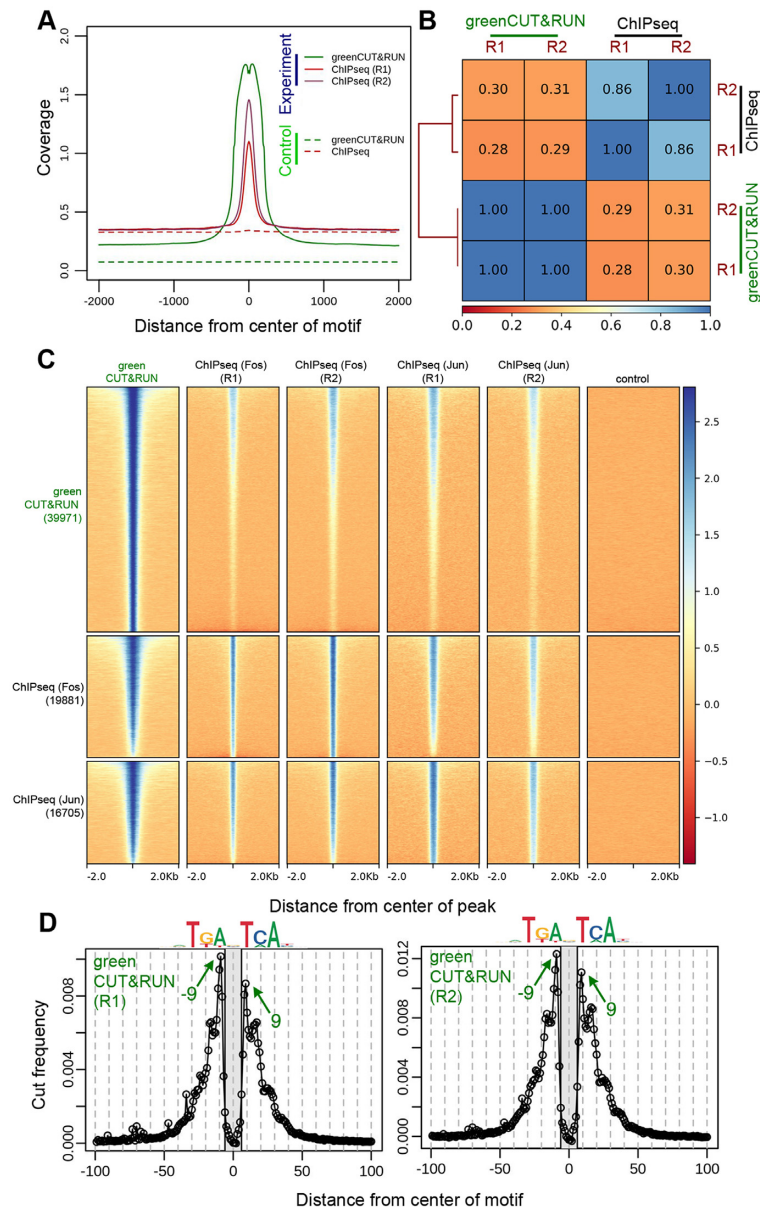 A
Coverage
2.0
1.5
1.0
0.5
0.0
-2000
-1000
0
1000
2000
Distance from center of motif
Experiment
greenCUT&RUN
ChIPseq (R1)
ChIPseq (R2)
Control
greenCUT&RUN
ChIPseq
B
greenCUT&RUN
ChIPseq
R1
R2
R1
R2
0.30
0.31
0.86
1.00
R2
0.28
0.29
1.00
0.86
R1
ChIPseq
1.00
1.00
0.29
0.31
R2
1.00
1.00
0.28
0.30
R1
greenCUT&RUN
0.0
0.2
0.4
0.6
0.8
1.0
C
green
CUT&RUN
ChIPseq (Fos)
(R1)
ChIPseq (Fos)
(R2)
ChIPseq (Jun)
(R1)
ChIPseq (Jun)
(R2)
control
green
CUT&RUN
(39971)
ChIPseq (Fos)
(19881)
ChIPseq (Jun)
(16705)
2.5
2.0
1.5
1.0
0.5
0.0
−0.5
−1.0
-2.0
2.0Kb
-2.0
2.0Kb
-2.0
2.0Kb
-2.0
2.0Kb
-2.0
2.0Kb
-2.0
2.0Kb
Distance from center of peak
D
TGA TCA
green
CUT&RUN
(R1)
-9
9
Cut frequency
0.008
0.004
0.000
-100
-50
0
50
100
TGA TCA
green
CUT&RUN
(R2)
-9
9
0.012
0.008
0.004
0.000
-100
-50
0
50
100
Distance from center of motif